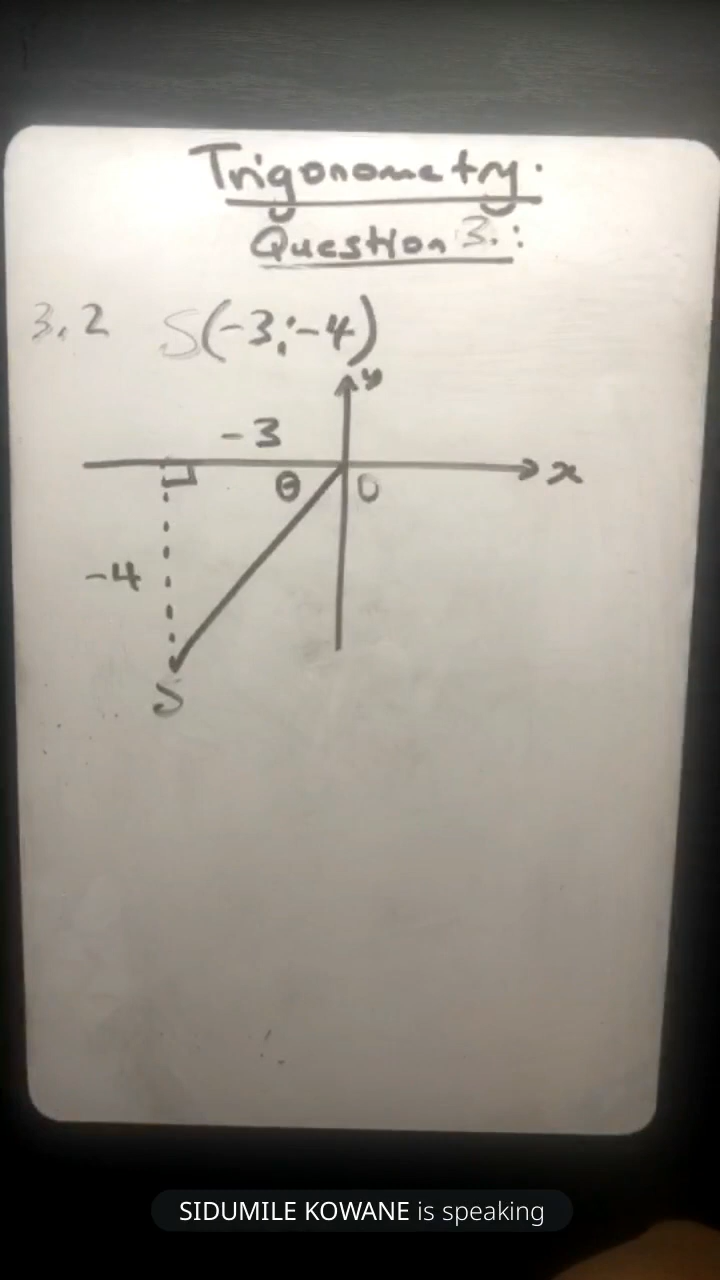 Trigonometry.
Question 3.:
3.2 S(-3;-4)
y
-3
θ O x
-4
S
SIDUMILE KOWANE is speaking